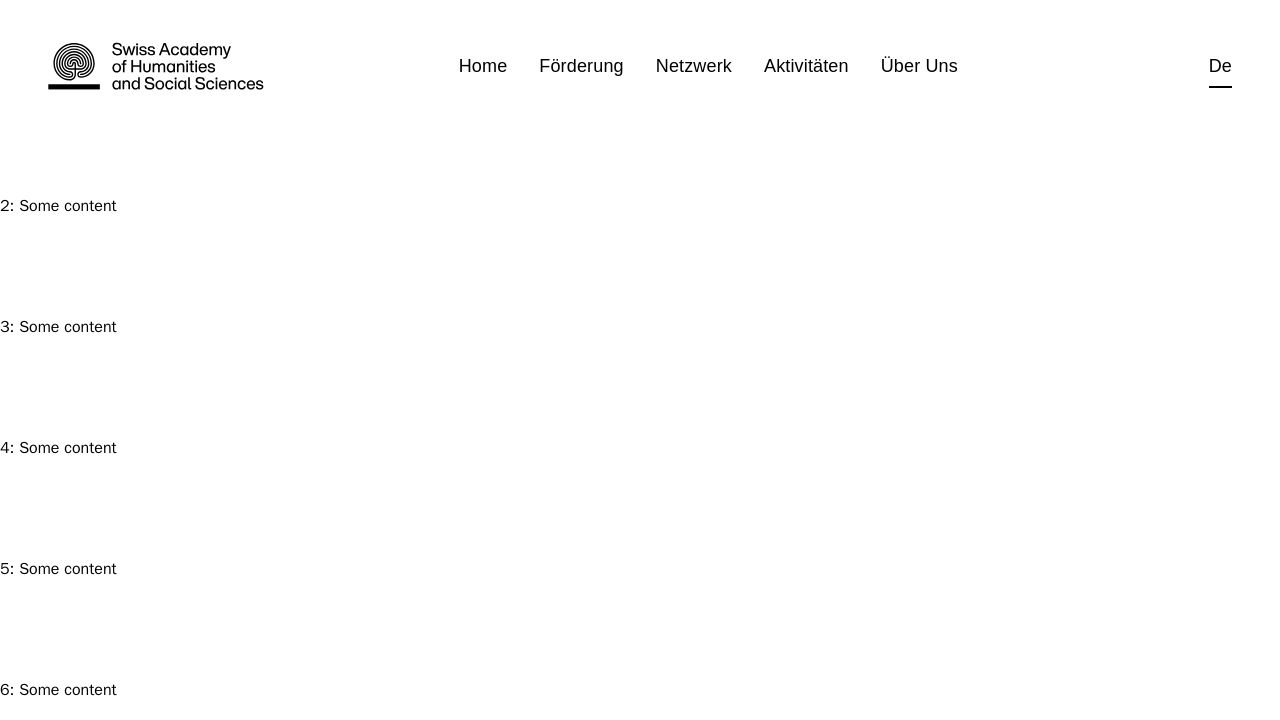 Swiss Academy
of Humanities
and Social Sciences
Home Förderung Netzwerk Aktivitäten Über Uns
De
2: Some content
3: Some content
4: Some content
5: Some content
6: Some content